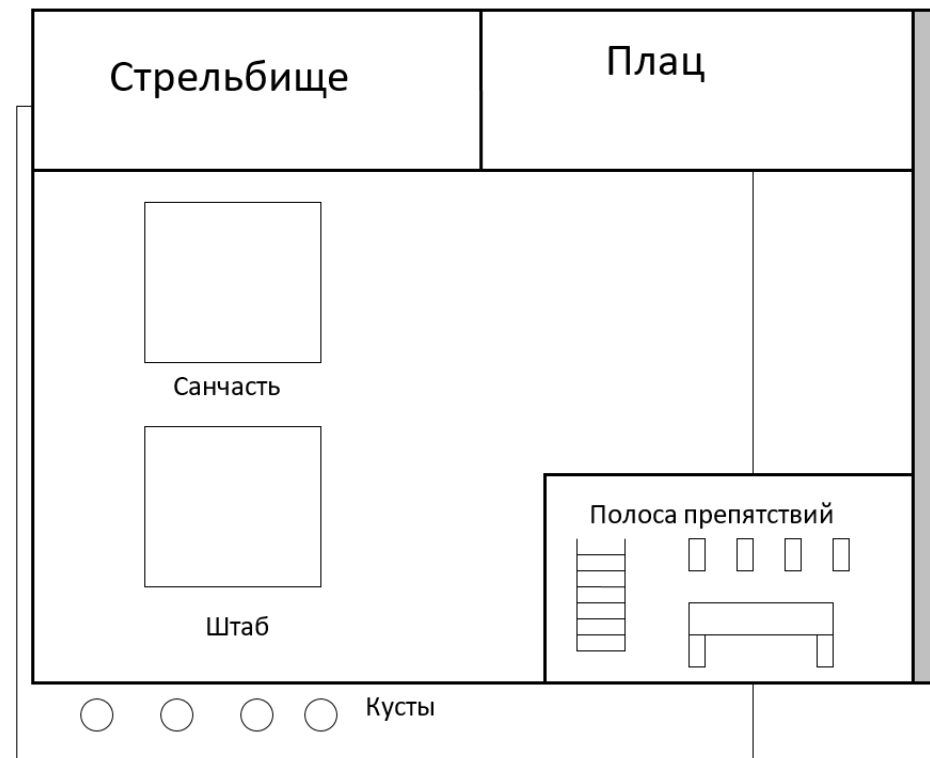 Стрельбище
Плац
Санчасть
Штаб
Полоса препятствий
Кусты